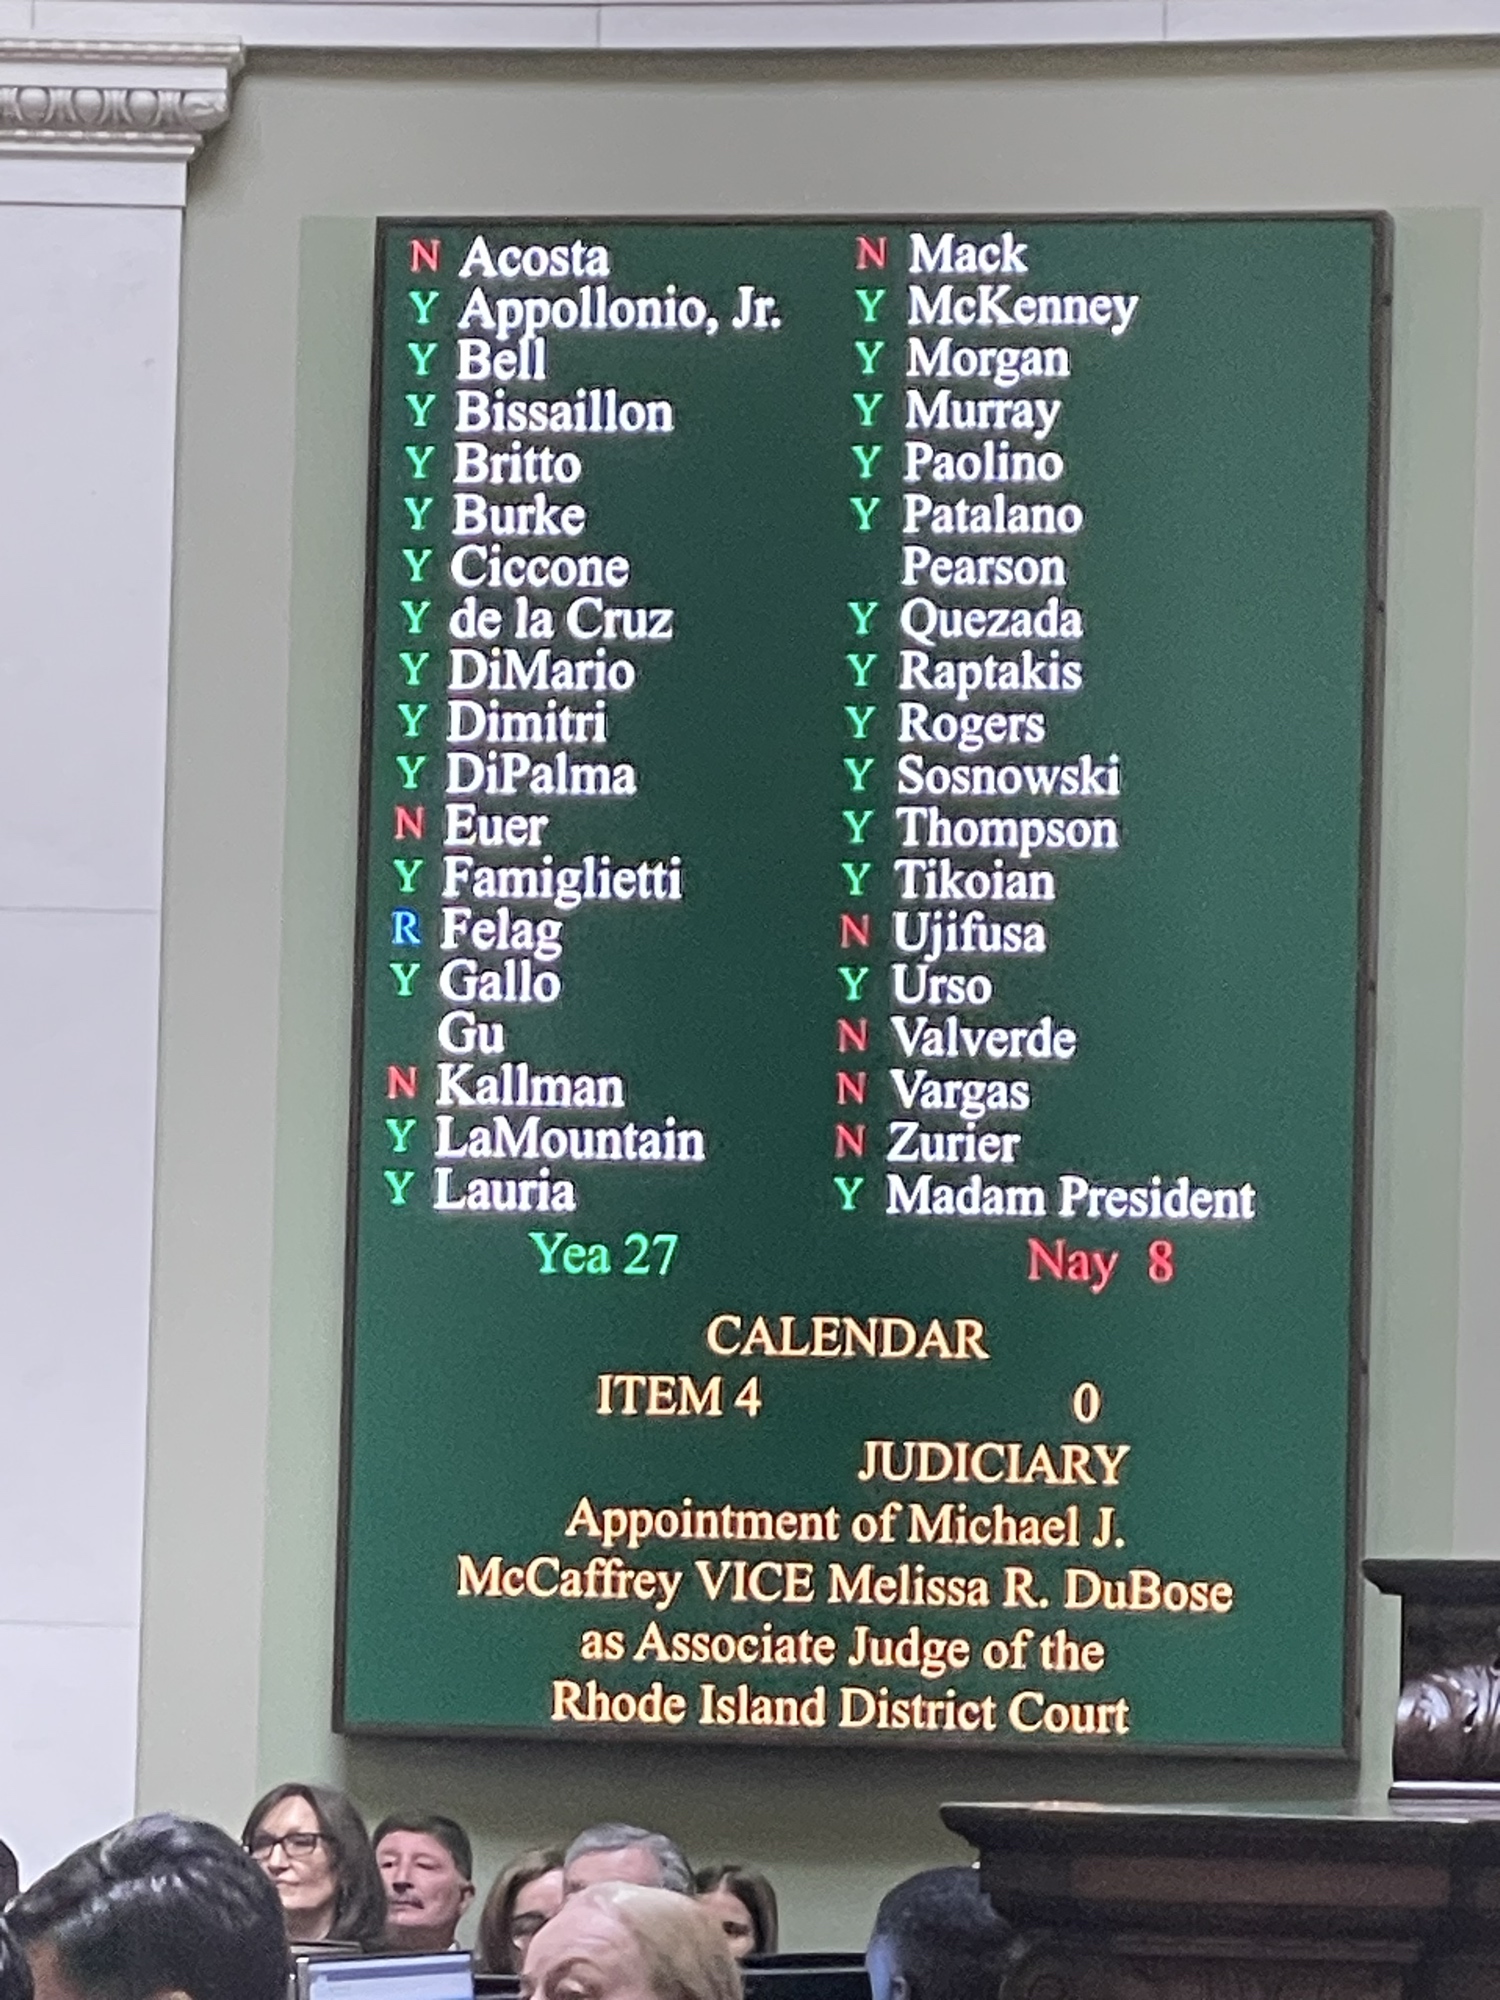 N Acosta N Mack
Y Appollonio, Jr. Y McKenney
Y Bell Y Morgan
Y Bissaillon Y Murray
Y Britto Y Paolino
Y Burke Y Patalano
Y Ciccone Pearson
Y de la Cruz Y Quezada
Y DiMario Y Raptakis
Y Dimitri Y Rogers
Y DiPalma Y Sosnowski
N Euer Y Thompson
Y Famiglietti Y Tikoian
R Felag N Ujifusa
Y Gallo Y Urso
Gu N Valverde
N Kallman N Vargas
Y LaMountain N Zurier
Y Lauria Y Madam President
Yea 27 Nay 8
CALENDAR
ITEM 4 0
JUDICIARY
Appointment of Michael J.
McCaffrey VICE Melissa R. DuBose
as Associate Judge of the
Rhode Island District Court